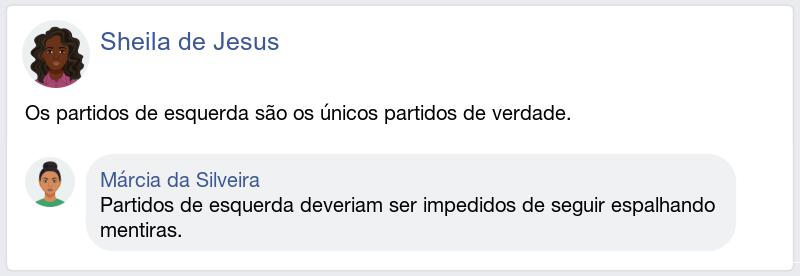 Sheila de Jesus
Os partidos de esquerda são os únicos partidos de verdade.
Márcia da Silveira
Partidos de esquerda deveriam ser impedidos de seguir espalhando
mentiras.